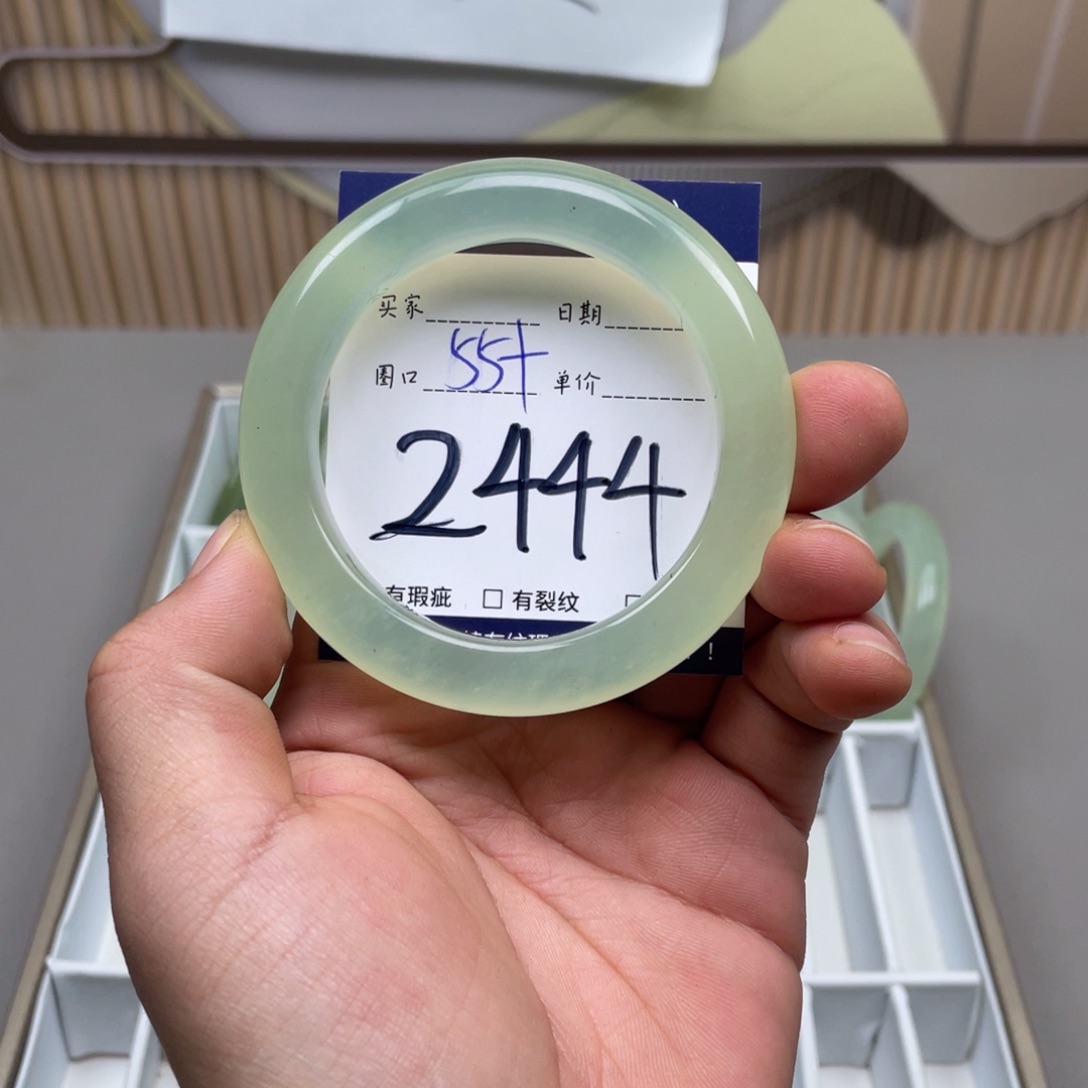 买家 日期
圈口 55+ 单价
2444
有瑕疵 □ 有裂纹 □
！